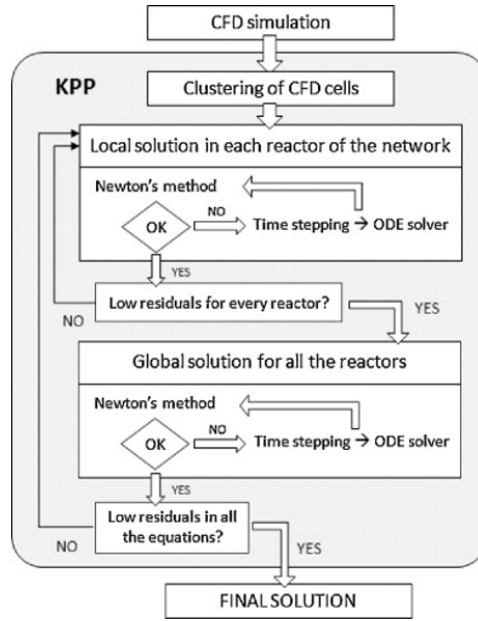 CFD simulation
KPP
Clustering of CFD cells
Local solution in each reactor of the network
Newton's method
OK
NO
Time stepping → ODE solver
YES
Low residuals for every reactor?
NO
YES
Global solution for all the reactors
Newton's method
OK
NO
Time stepping → ODE solver
YES
Low residuals in all
the equations?
NO
YES
FINAL SOLUTION